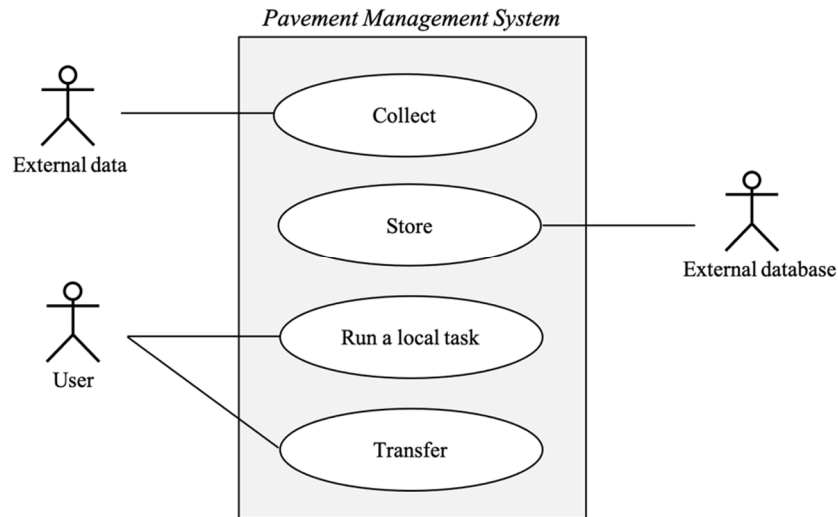 Pavement Management System
Collect
External data
Store
External database
Run a local task
User
Transfer